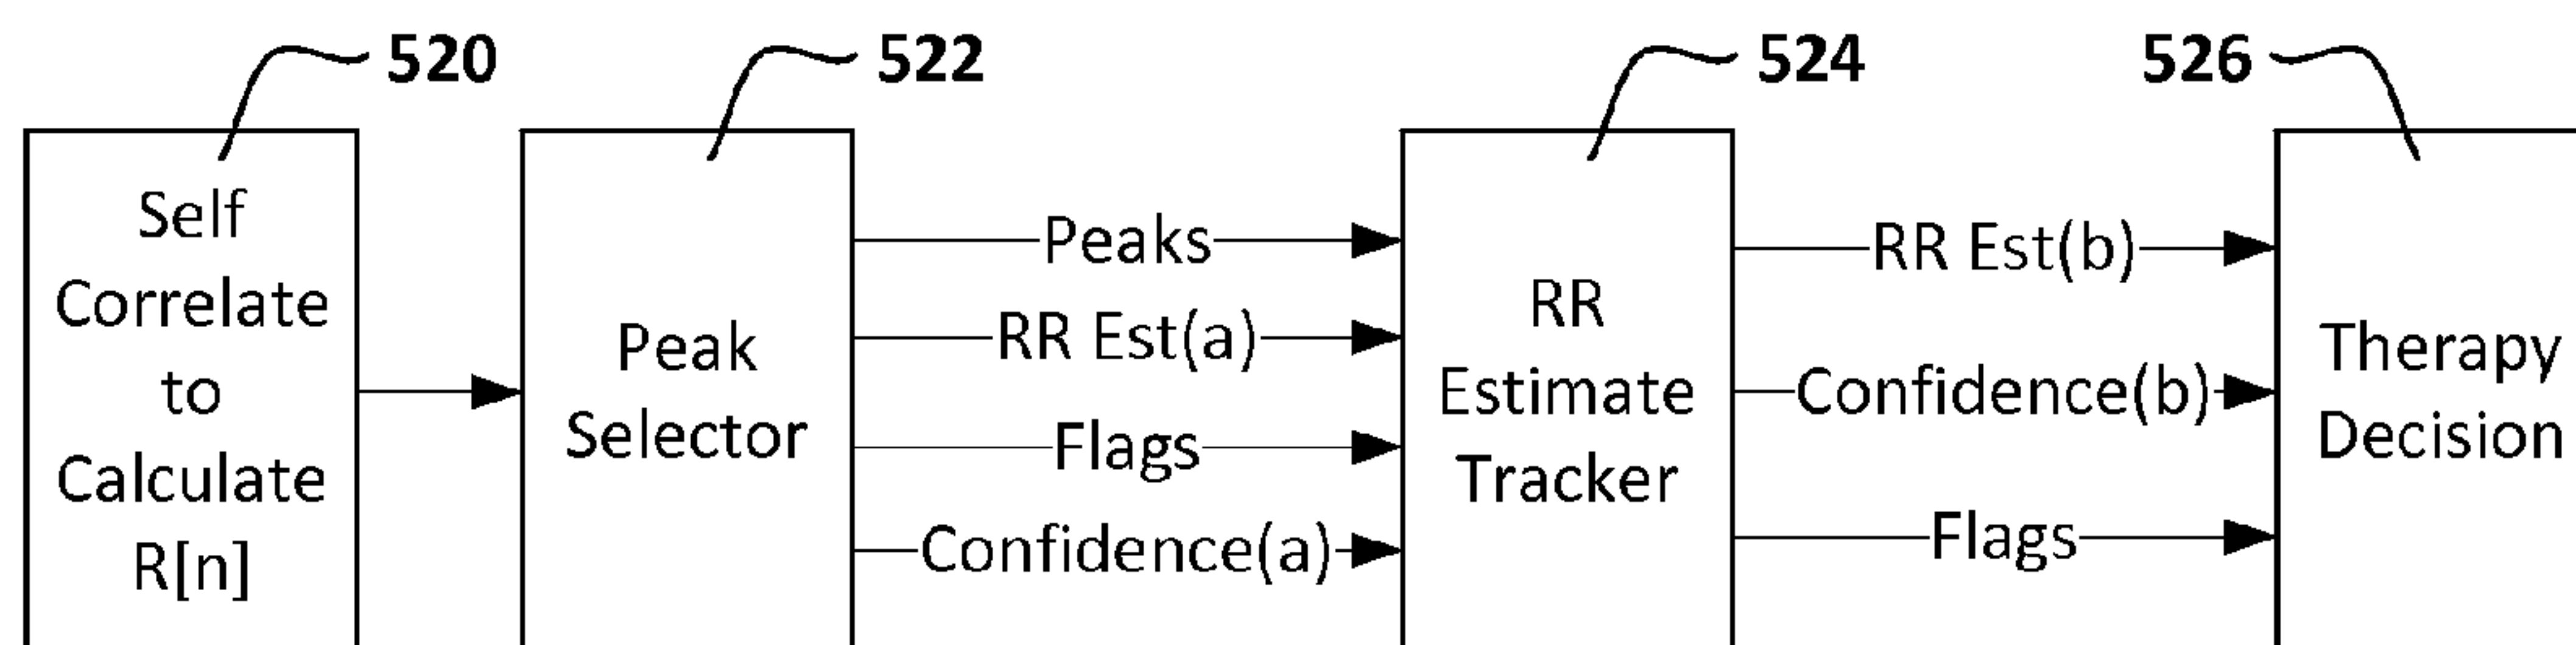 520
522
524
526
Self
Correlate
to
Calculate
R[n]
Peak
Selector
Peaks
RR Est(a)
Flags
Confidence(a)
RR
Estimate
Tracker
RR Est(b)
Confidence(b)
Flags
Therapy
Decision